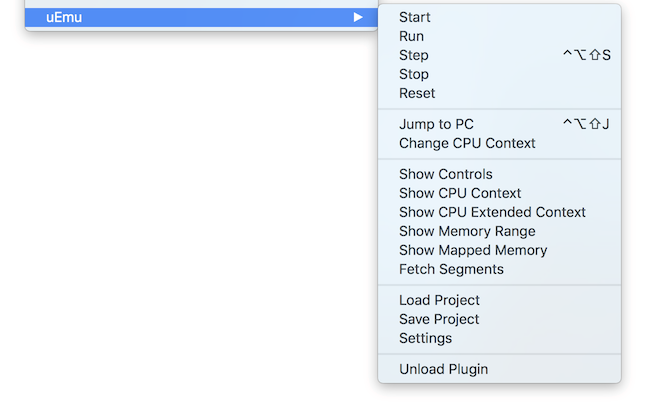 uEmu
Start
Run
Step ^⌥⇧S
Stop
Reset
Jump to PC ^⌥⇧J
Change CPU Context
Show Controls
Show CPU Context
Show CPU Extended Context
Show Memory Range
Show Mapped Memory
Fetch Segments
Load Project
Save Project
Settings
Unload Plugin